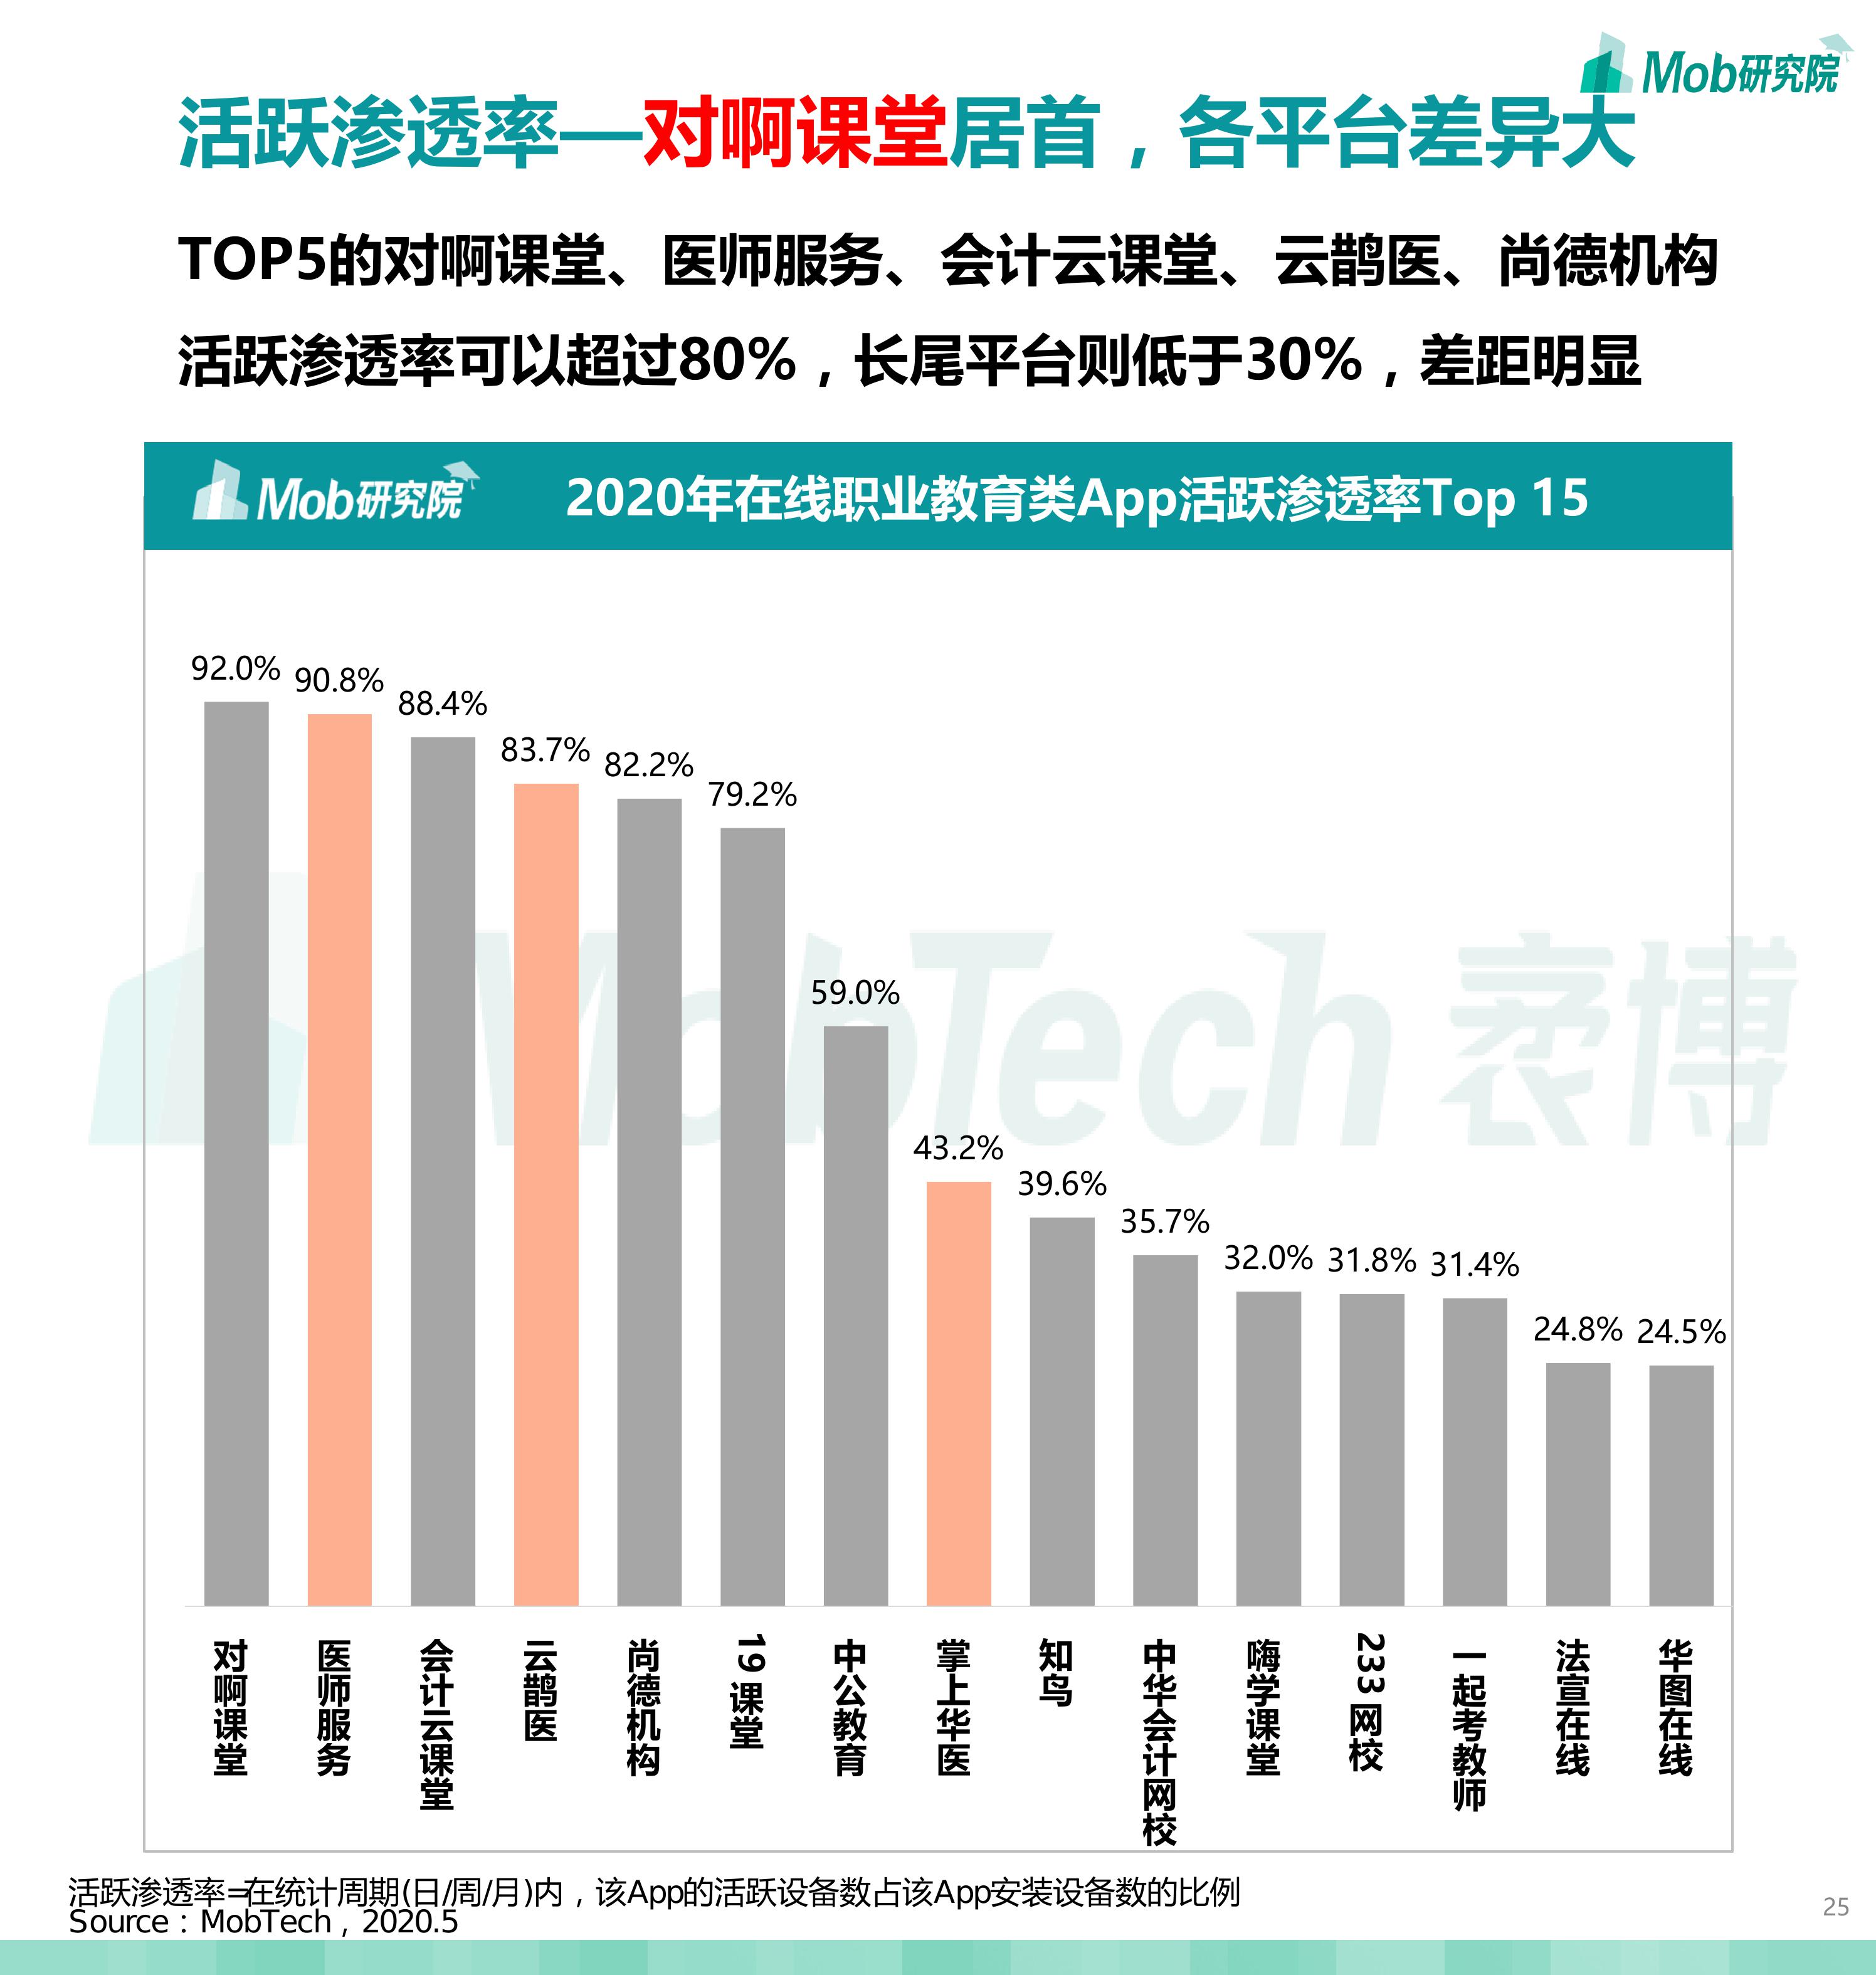 Mob研究院
活跃渗透率—对啊课堂居首，各平台差异大
TOP5的对啊课堂、医师服务、会计云课堂、云鹊医、尚德机构
活跃渗透率可以超过80%，长尾平台则低于30%，差距明显
Mob研究院
2020年在线职业教育类App活跃渗透率Top 15
92.0%
90.8%
88.4%
83.7%
82.2%
79.2%
59.0%
43.2%
39.6%
35.7%
32.0%
31.8%
31.4%
24.8%
24.5%
MobTech 袤博
对啊课堂
医师服务
会计云课堂
云鹊医
尚德机构
19课堂
中公教育
掌上华医
知鸟
中华会计网校
嗨学课堂
233网校
一起考教师
法宣在线
华图在线
活跃渗透率=在统计周期(日/周/月)内，该App的活跃设备数占该App安装设备数的比例
Source：MobTech，2020.5
25